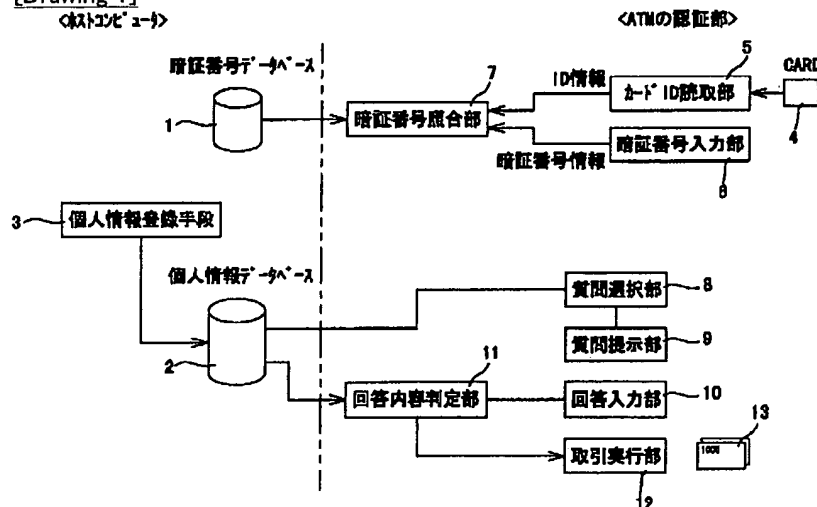 [Drawing 1]
<ﾎｽﾄｺﾝﾋﾟｭｰﾀ>
<ATMの認証部>
暗証番号データベース
7
ID情報
5
CARD
カードID読取部
1
暗証番号照合部
4
暗証番号情報
暗証番号入力部
6
3
個人情報登録手段
個人情報データベース
質問選択部
8
2
質問提示部
9
11
回答内容判定部
回答入力部
10
13
取引実行部
12